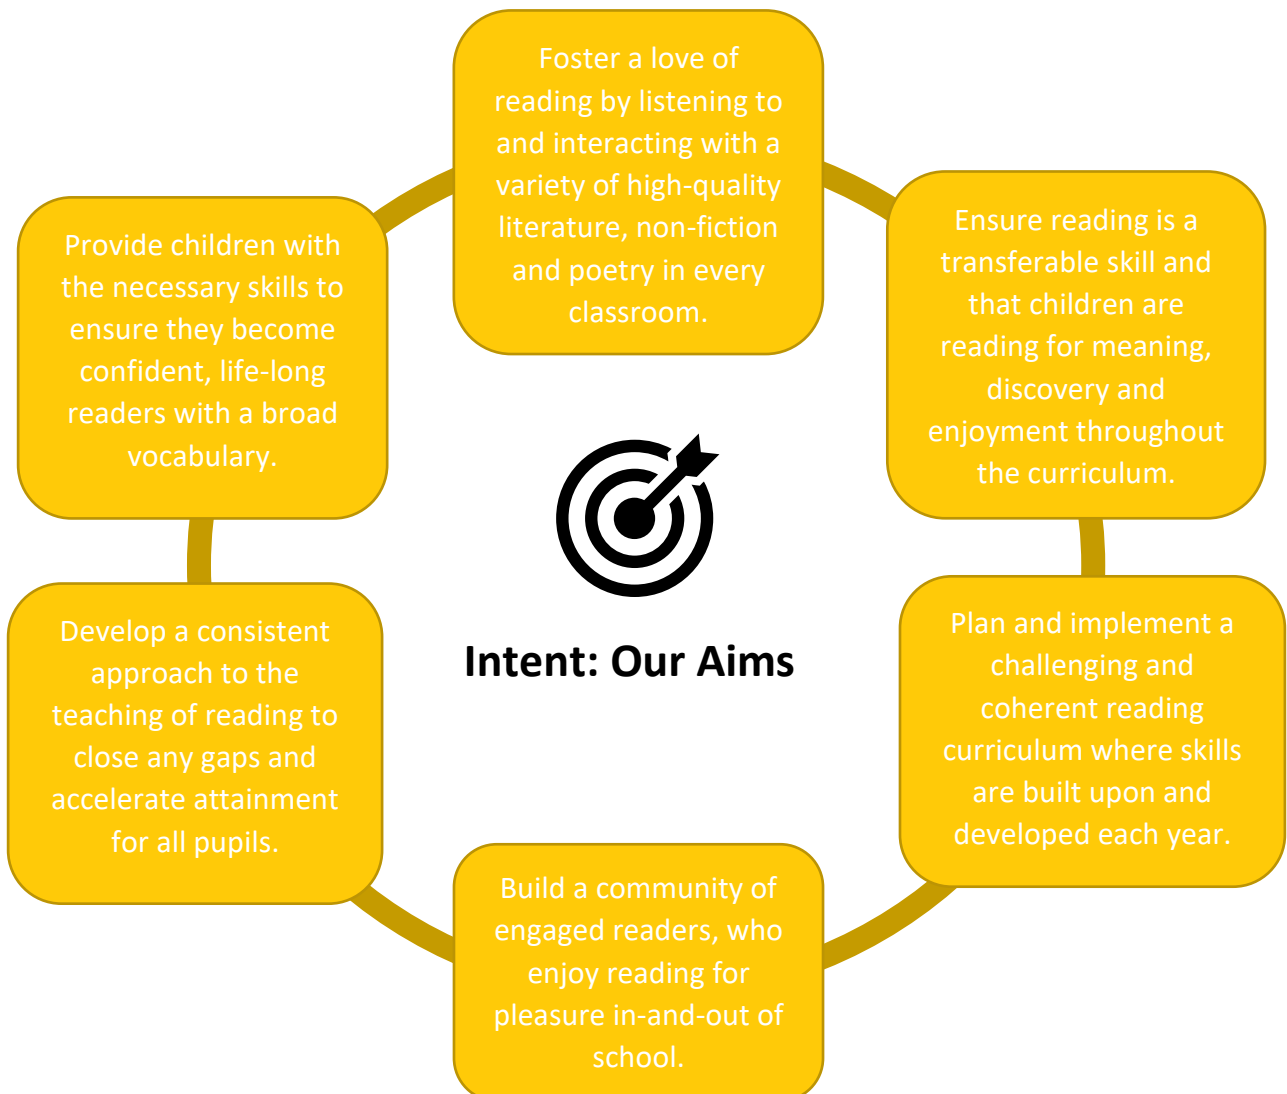 Foster a love of
reading by listening to
and interacting with a
variety of high-quality
literature, non-fiction
and poetry in every
classroom.
Ensure reading is a
transferable skill and
that children are
reading for meaning,
discovery and
enjoyment throughout
the curriculum.
Plan and implement a
challenging and
coherent reading
curriculum where skills
are built upon and
developed each year.
Build a community of
engaged readers, who
enjoy reading for
pleasure in-and-out of
school.
Develop a consistent
approach to the
teaching of reading to
close any gaps and
accelerate attainment
for all pupils.
Provide children with
the necessary skills to
ensure they become
confident, life-long
readers with a broad
vocabulary.
Intent: Our Aims